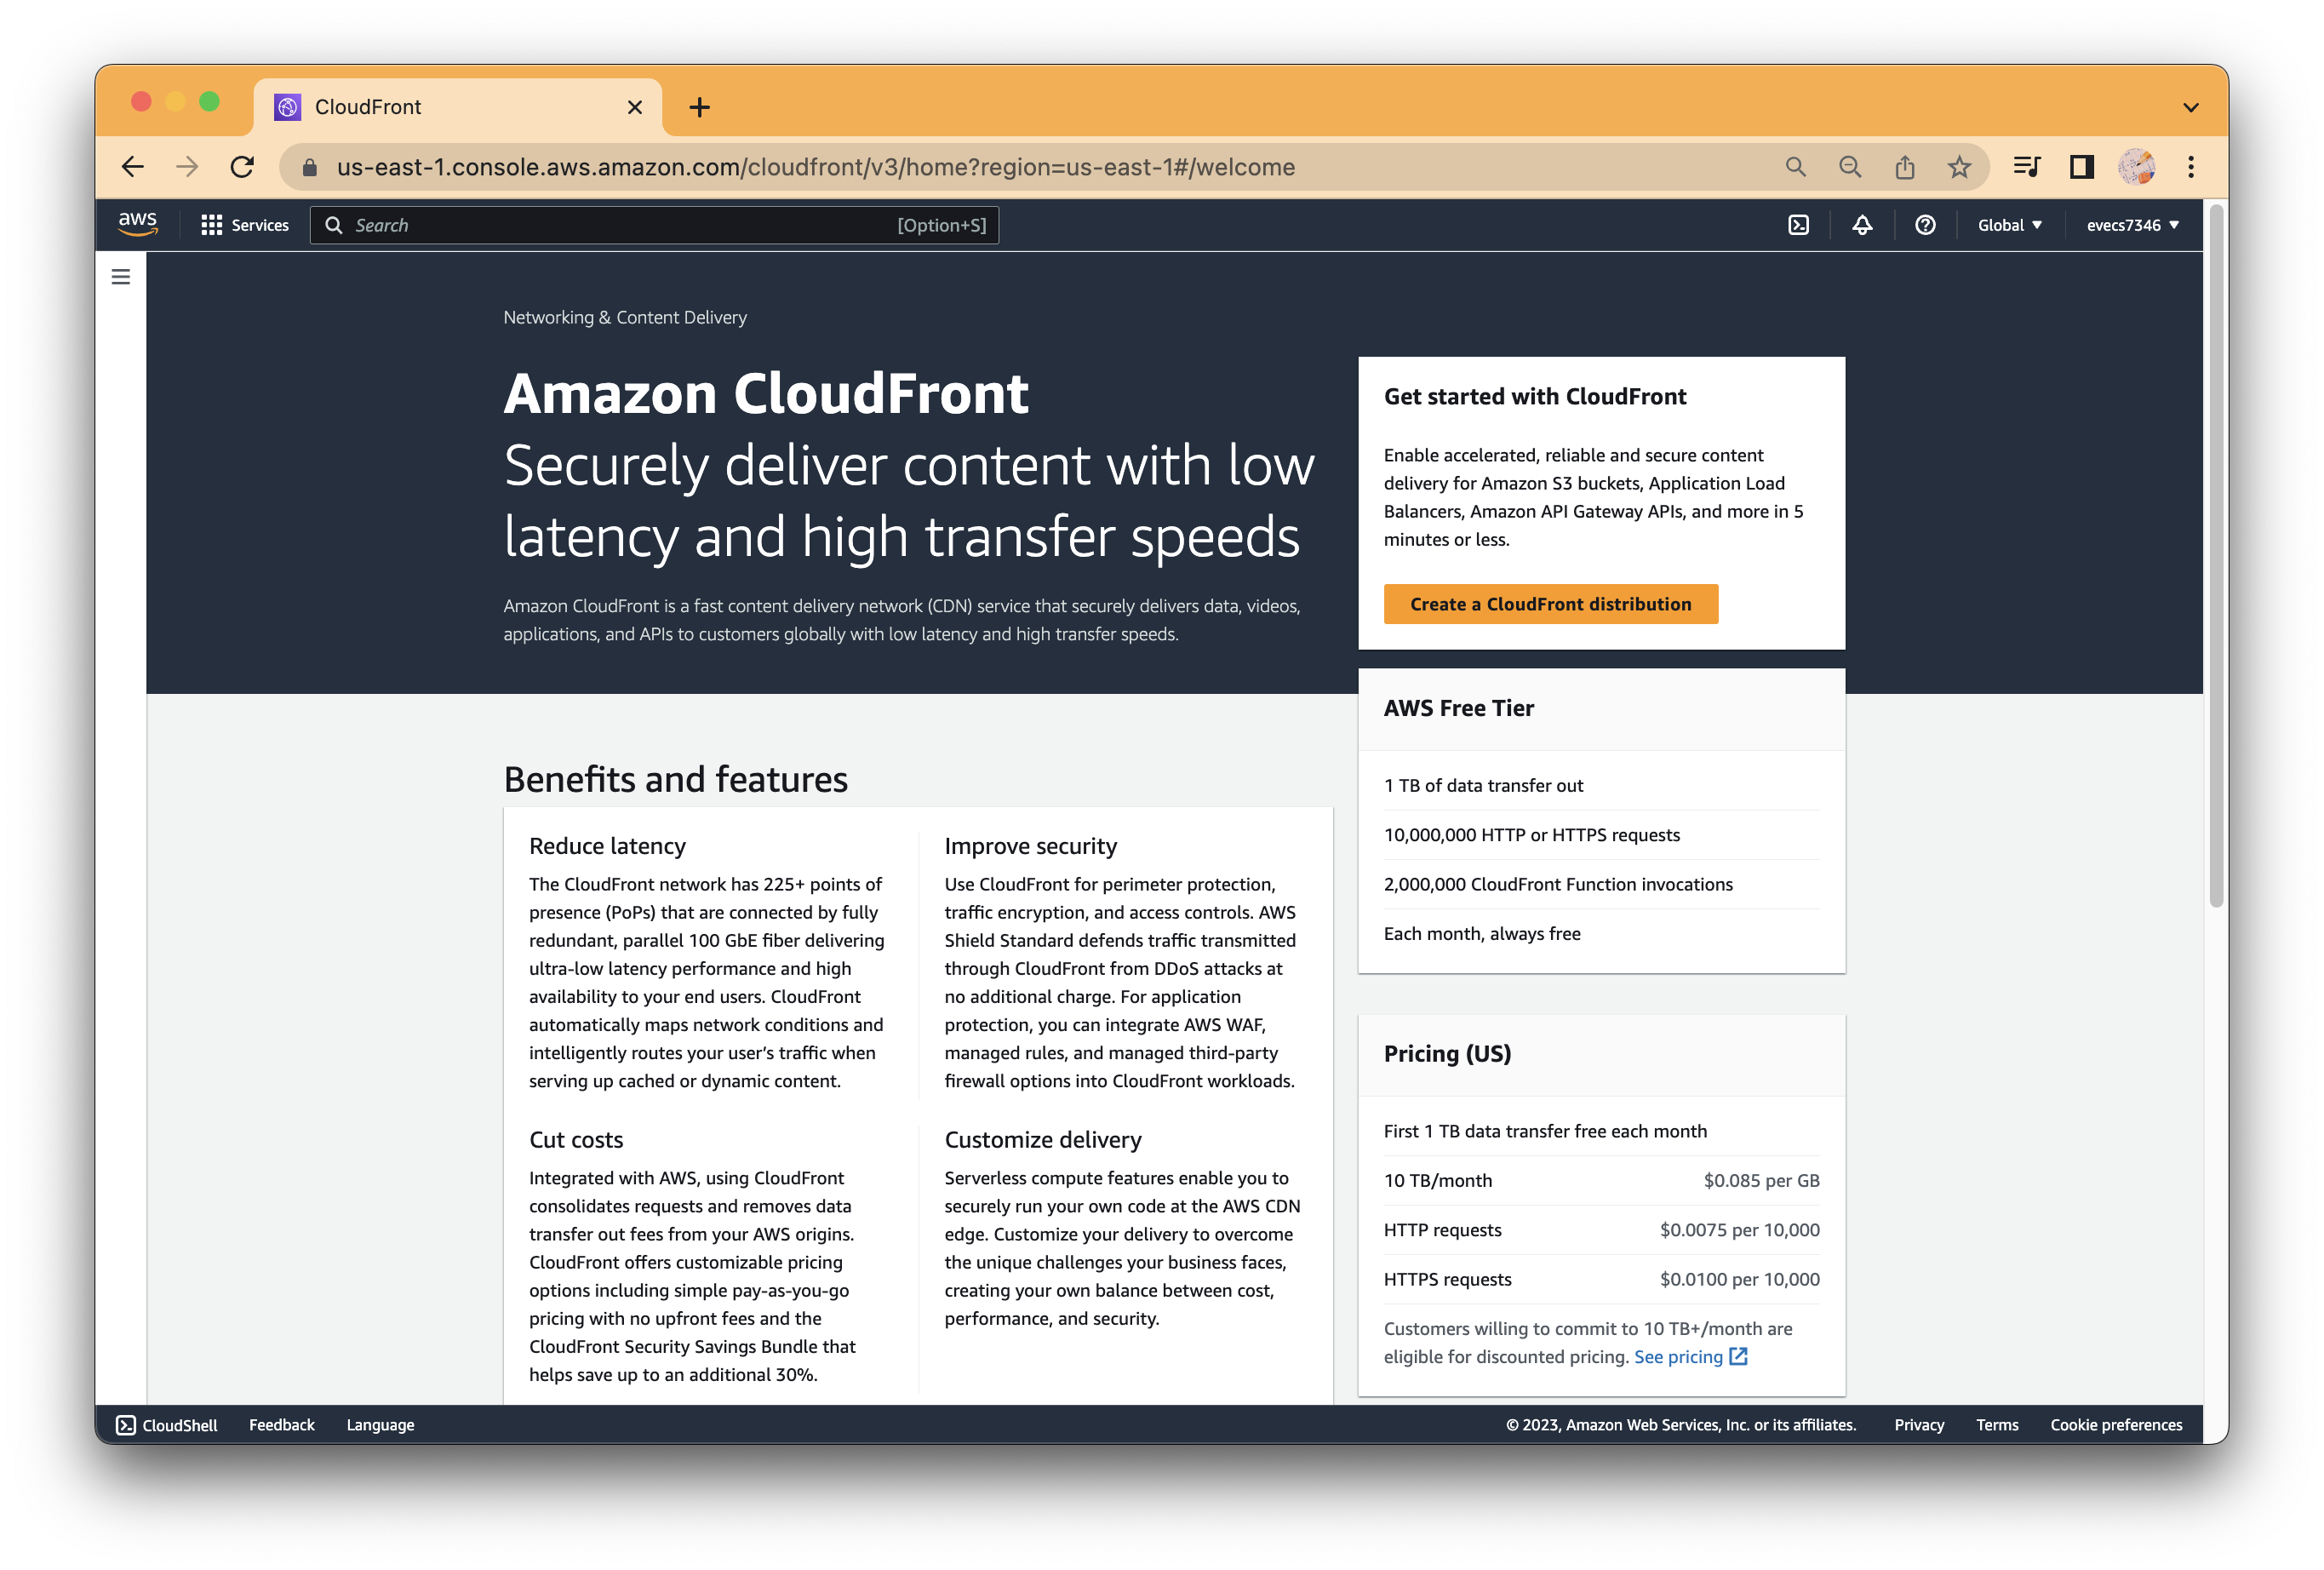 CloudFront
us-east-1.console.aws.amazon.com/cloudfront/v3/home?region=us-east-1#/welcome
aws
Services
Search
[Option+S]
Global
evecs7346
Networking & Content Delivery
Amazon CloudFront
Securely deliver content with low
latency and high transfer speeds
Amazon CloudFront is a fast content delivery network (CDN) service that securely delivers data, videos,
applications, and APIs to customers globally with low latency and high transfer speeds.
Get started with CloudFront
Enable accelerated, reliable and secure content
delivery for Amazon S3 buckets, Application Load
Balancers, Amazon API Gateway APIs, and more in 5
minutes or less.
Create a CloudFront distribution
AWS Free Tier
1 TB of data transfer out
10,000,000 HTTP or HTTPS requests
2,000,000 CloudFront Function invocations
Each month, always free
Benefits and features
Reduce latency
The CloudFront network has 225+ points of
presence (PoPs) that are connected by fully
redundant, parallel 100 GbE fiber delivering
ultra-low latency performance and high
availability to your end users. CloudFront
automatically maps network conditions and
intelligently routes your user’s traffic when
serving up cached or dynamic content.
Improve security
Use CloudFront for perimeter protection,
traffic encryption, and access controls. AWS
Shield Standard defends traffic transmitted
through CloudFront from DDoS attacks at
no additional charge. For application
protection, you can integrate AWS WAF,
managed rules, and managed third-party
firewall options into CloudFront workloads.
Cut costs
Integrated with AWS, using CloudFront
consolidates requests and removes data
transfer out fees from your AWS origins.
CloudFront offers customizable pricing
options including simple pay-as-you-go
pricing with no upfront fees and the
CloudFront Security Savings Bundle that
helps save up to an additional 30%.
Customize delivery
Serverless compute features enable you to
securely run your own code at the AWS CDN
edge. Customize your delivery to overcome
the unique challenges your business faces,
creating your own balance between cost,
performance, and security.
Pricing (US)
First 1 TB data transfer free each month
10 TB/month $0.085 per GB
HTTP requests $0.0075 per 10,000
HTTPS requests $0.0100 per 10,000
Customers willing to commit to 10 TB+/month are
eligible for discounted pricing. See pricing
CloudShell
Feedback
Language
© 2023, Amazon Web Services, Inc. or its affiliates.
Privacy
Terms
Cookie preferences